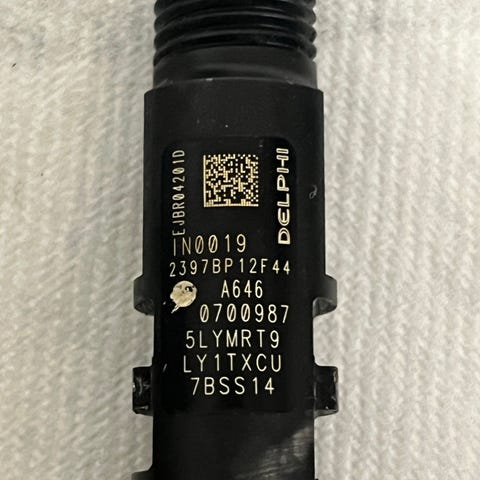 EJBR04201D
DELPHI
IN0019
2397BP12F44
A646
0700987
5LYMRT9
LY1TXCU
7BSS14